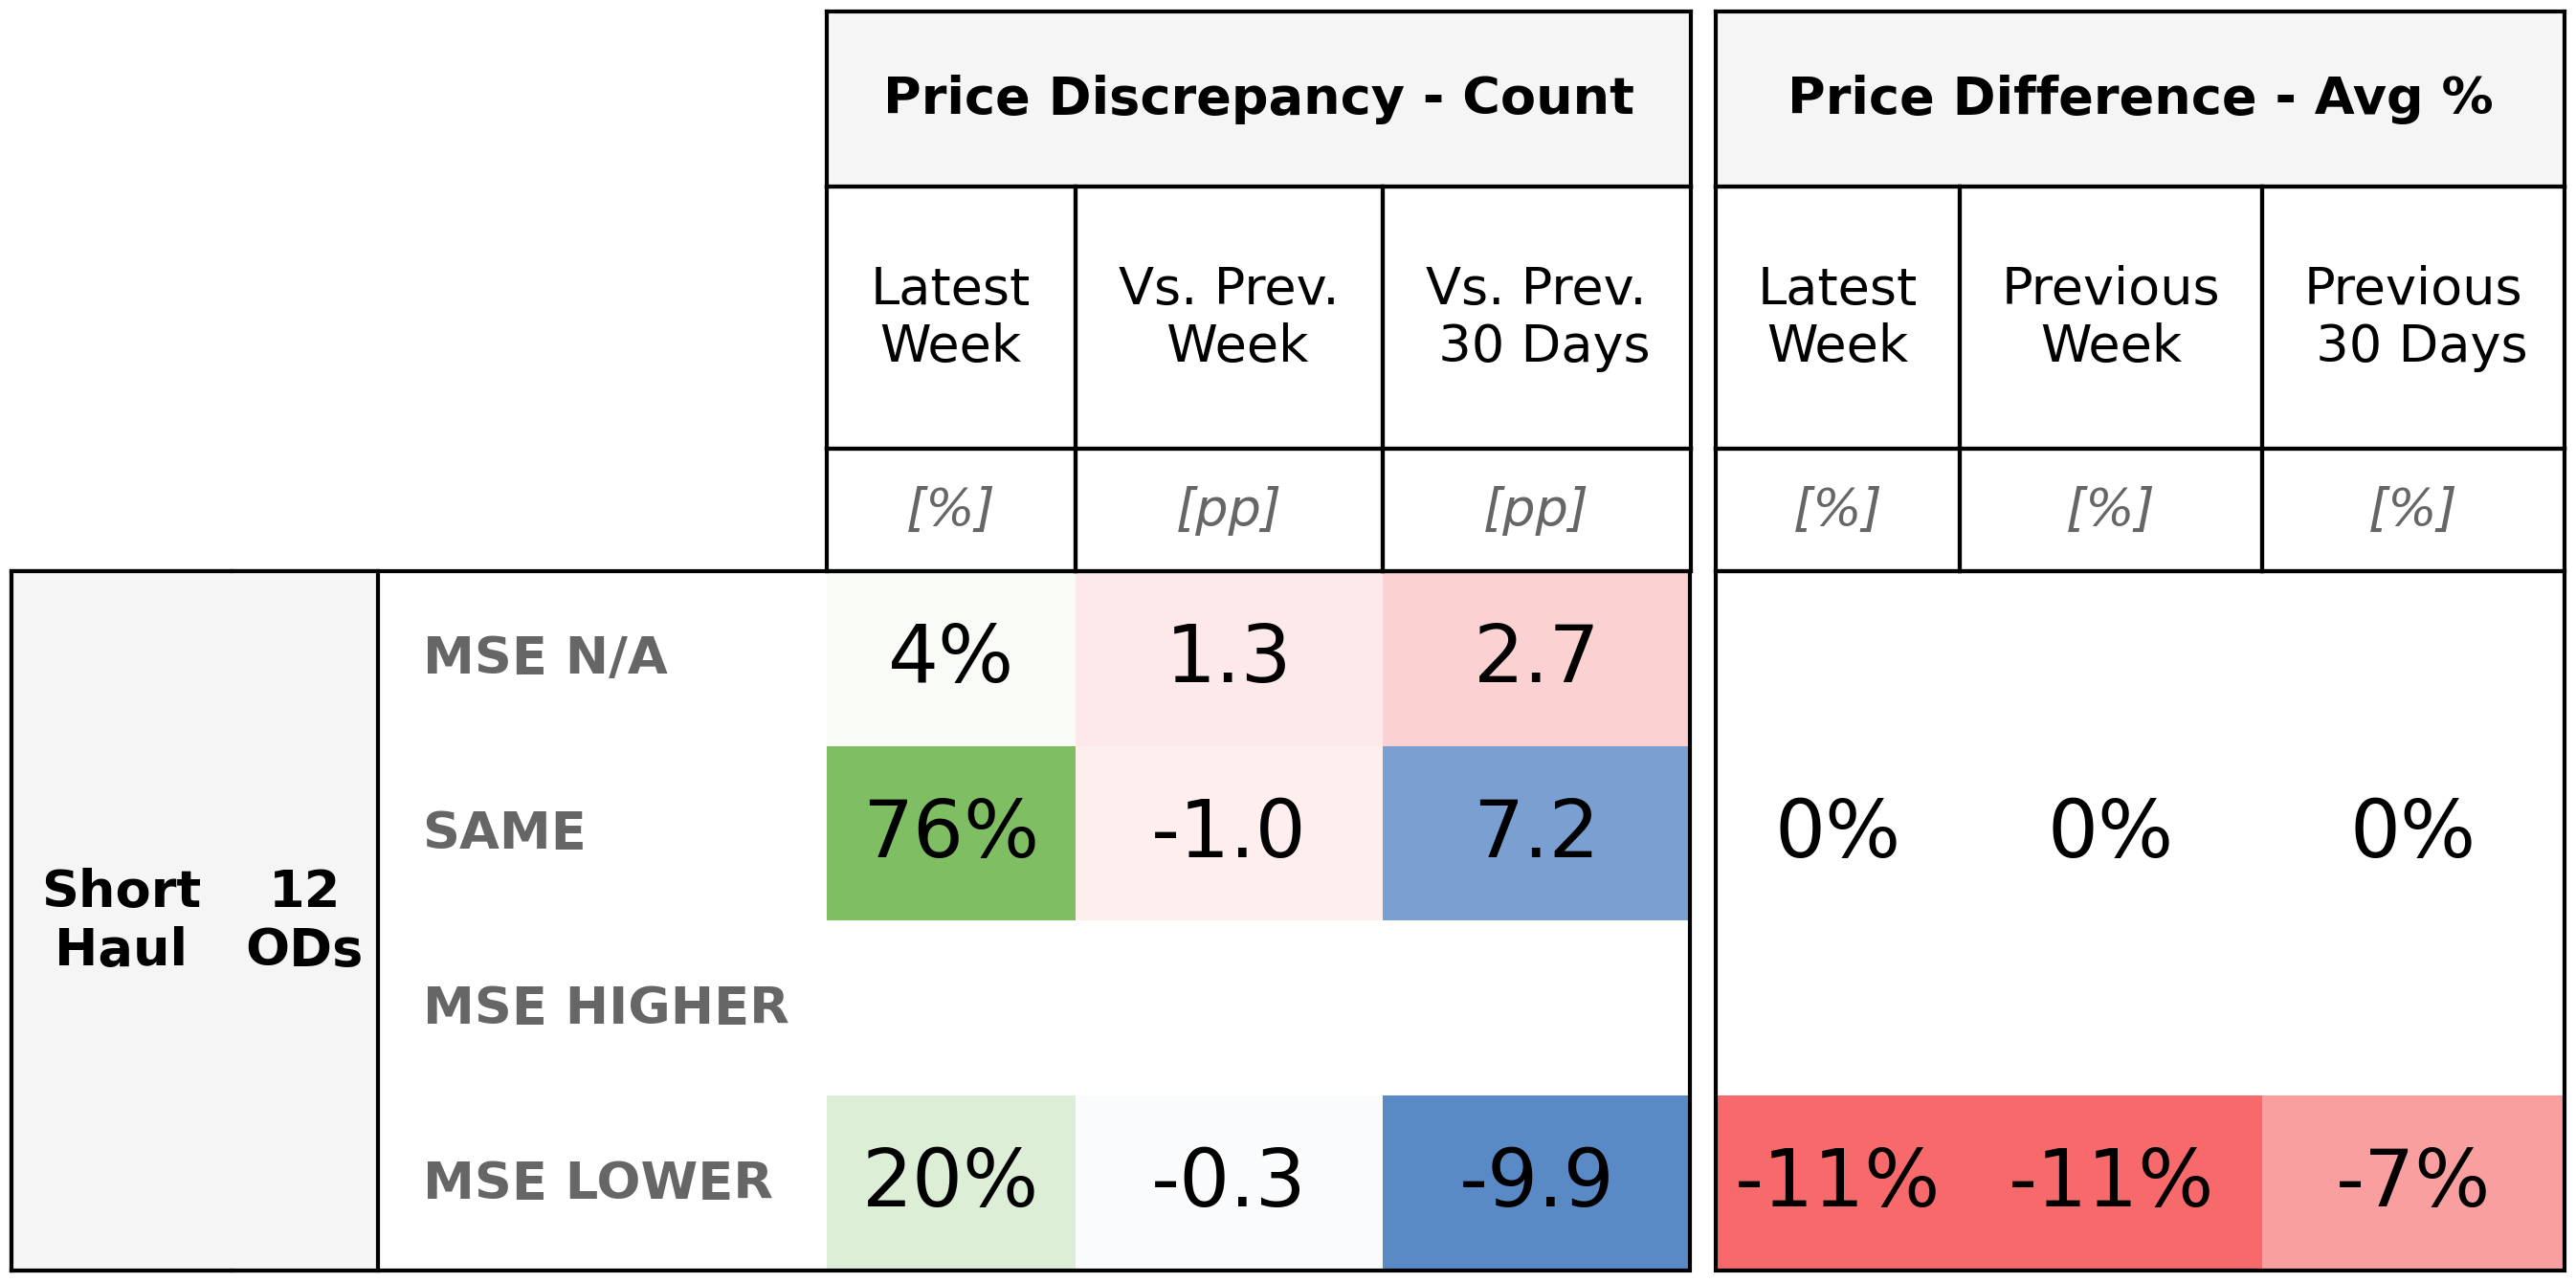 Price Discrepancy - Count
Price Difference - Avg %
Latest
Week
Vs. Prev.
Week
Vs. Prev.
30 Days
Latest
Week
Previous
Week
Previous
30 Days
[%]
[pp]
[pp]
[%]
[%]
[%]
Short
Haul
12
ODs
MSE N/A
4%
1.3
2.7
SAME
76%
-1.0
7.2
0%
0%
0%
MSE HIGHER
MSE LOWER
20%
-0.3
-9.9
-11%
-11%
-7%